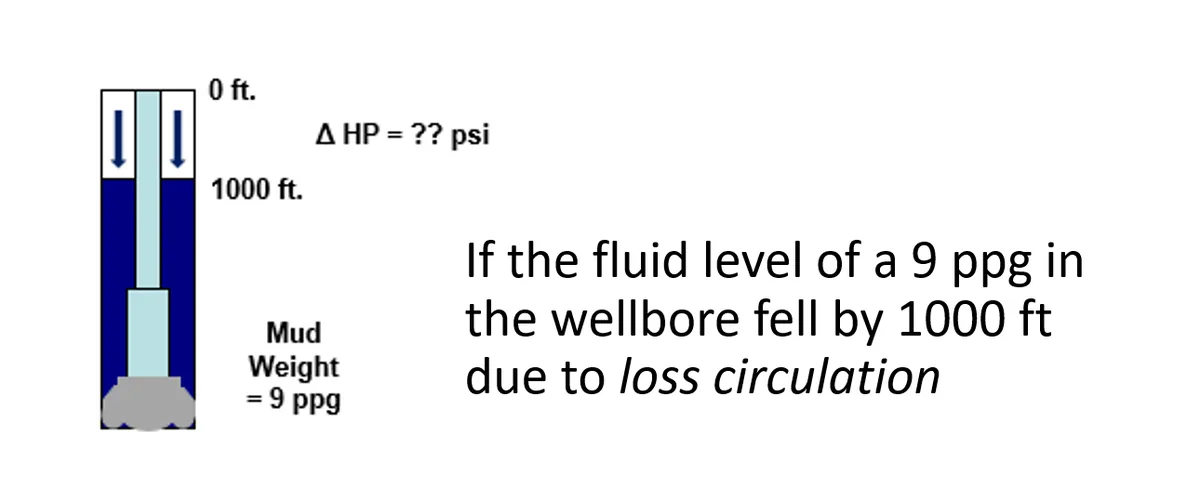 0 ft.
Δ HP = ?? psi
1000 ft.
If the fluid level of a 9 ppg in
the wellbore fell by 1000 ft
due to loss circulation
Mud
Weight
= 9 ppg